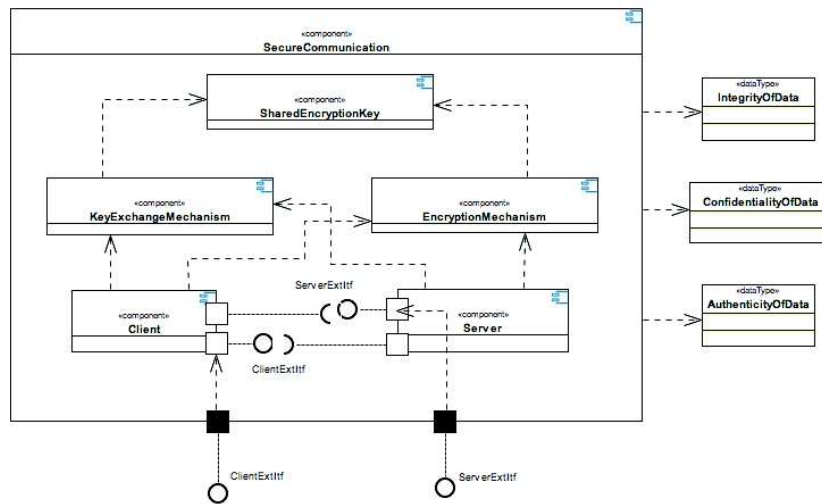 «component»
SecureCommunication
«component»
SharedEncryptionKey
«dataType»
IntegrityOfData
«component»
KeyExchangeMechanism
«component»
EncryptionMechanism
«dataType»
ConfidentialityOfData
ServerExtItf
«component»
Client
«component»
Server
«dataType»
AuthenticityOfData
ClientExtItf
ClientExtItf
ServerExtItf